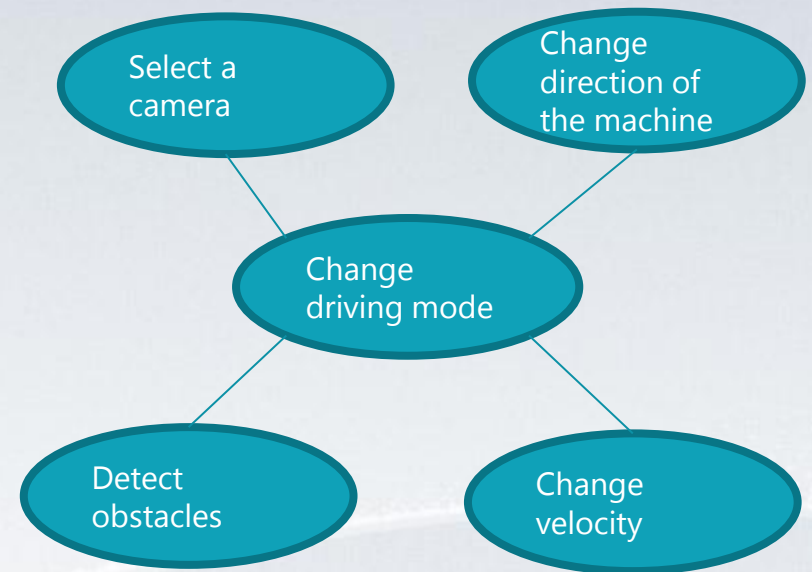 Select a
camera
Change
direction of
the machine
Change
driving mode
Detect
obstacles
Change
velocity